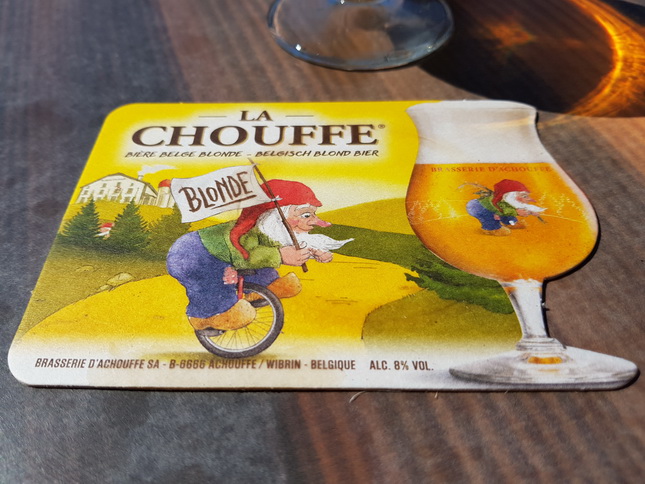 LA
CHOUFFE®
BIÈRE BELGE BLONDE - BELGISCH BLOND BIER
BLONDE
BRASSERIE D'ACHOUFFE
BRASSERIE D'ACHOUFFE SA - B-6666 ACHOUFFE / WIBRIN - BELGIQUE ALC. 8% VOL.